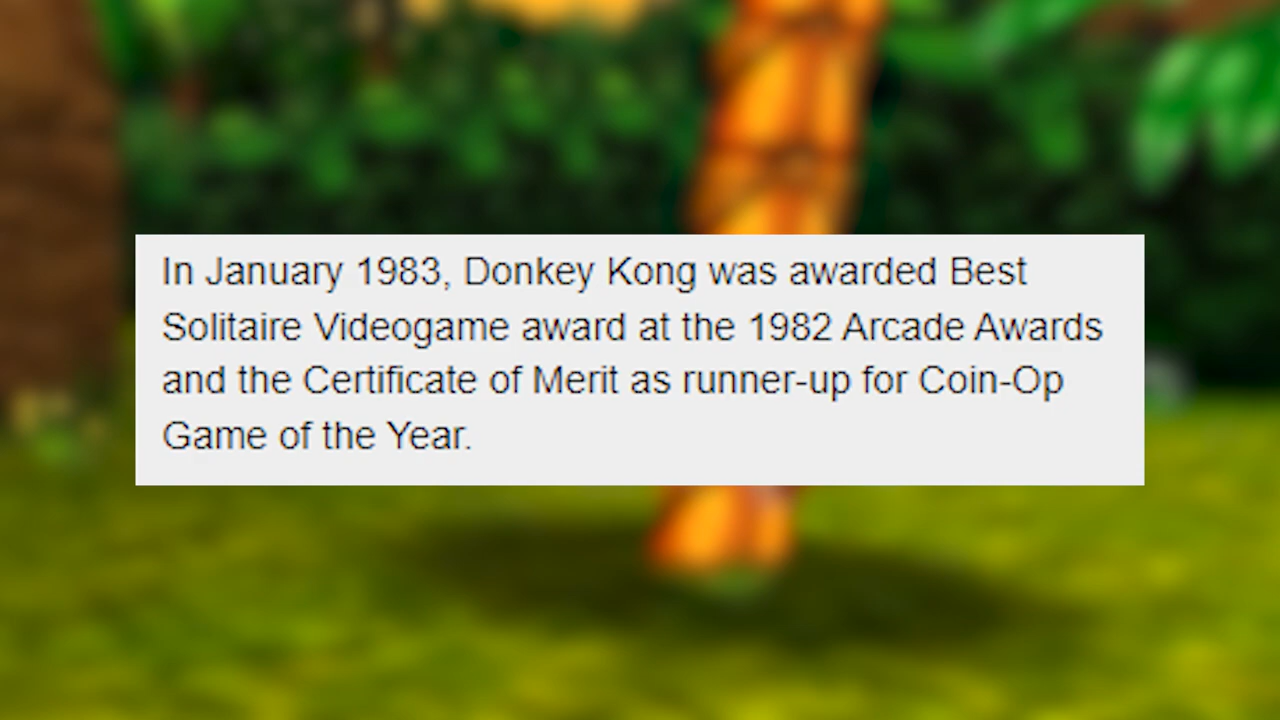 In January 1983, Donkey Kong was awarded Best
Solitaire Videogame award at the 1982 Arcade Awards
and the Certificate of Merit as runner-up for Coin-Op
Game of the Year.